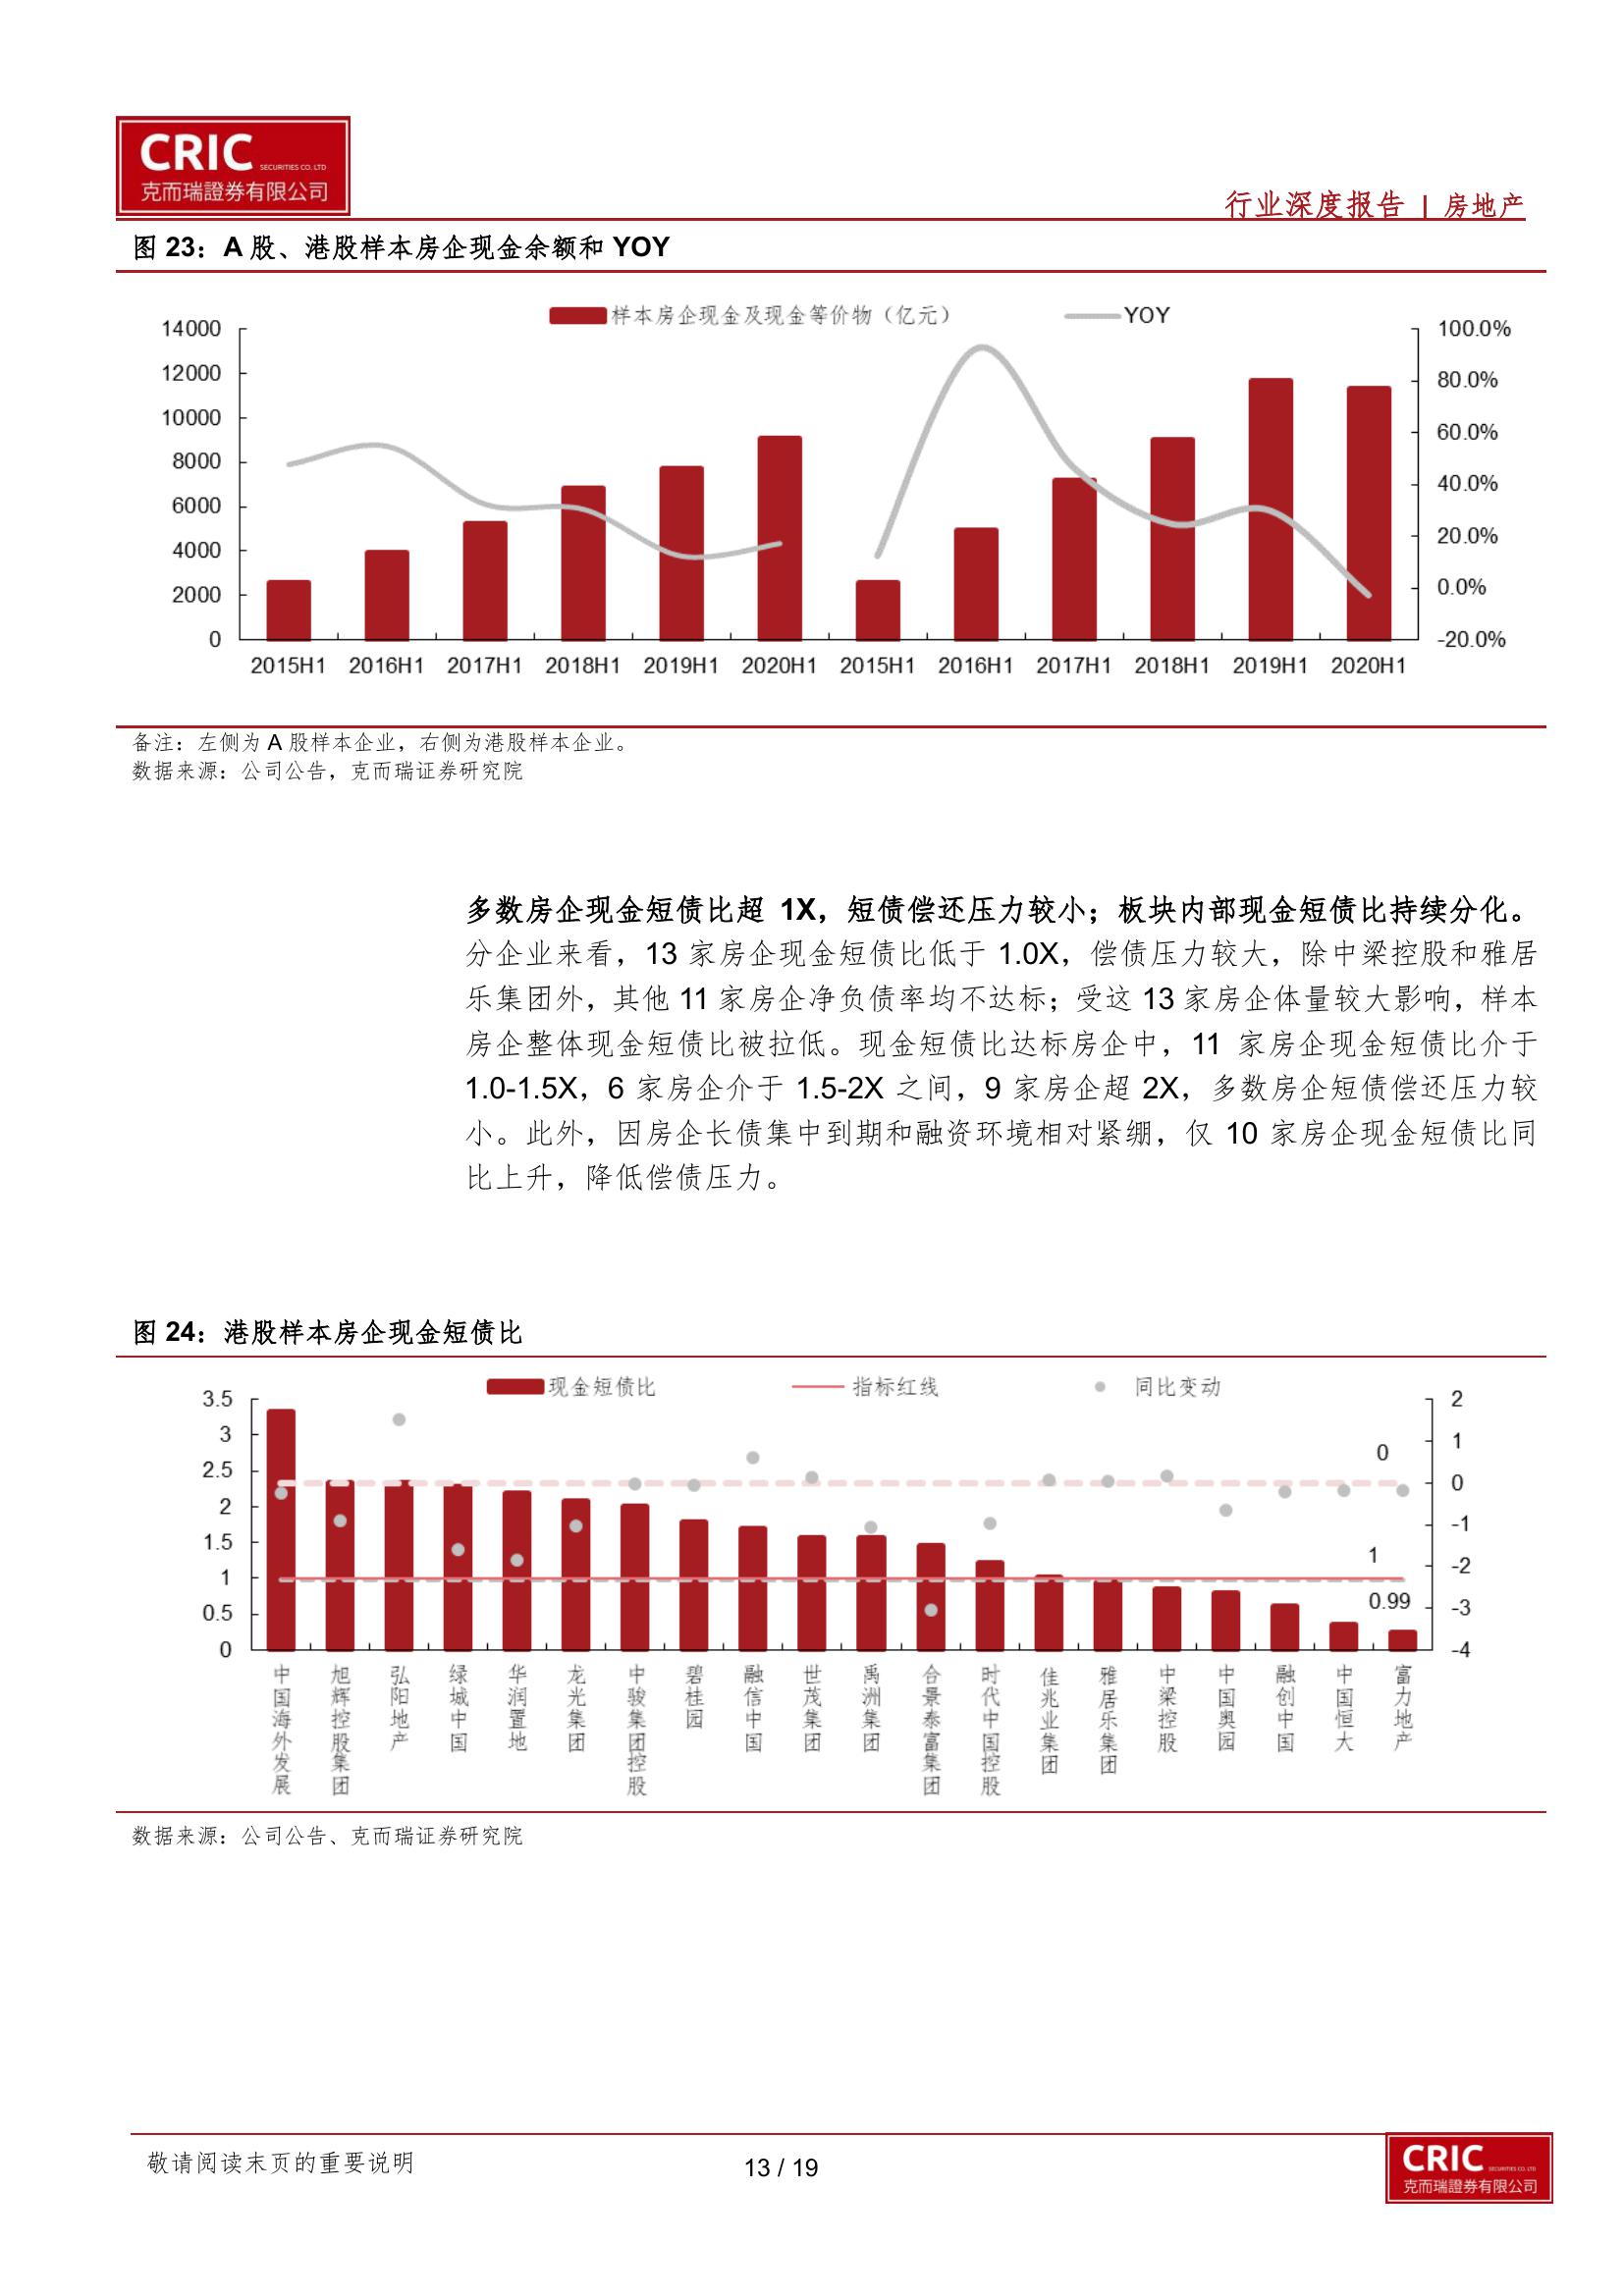 CRIC
SECURITIES CO. LTD
克而瑞證券有限公司
行业深度报告 | 房地产
图 23：A 股、港股样本房企现金余额和 YOY
样本房企现金及现金等价物（亿元） YOY
14000
12000
10000
8000
6000
4000
2000
0
100.0%
80.0%
60.0%
40.0%
20.0%
0.0%
-20.0%
2015H1 2016H1 2017H1 2018H1 2019H1 2020H1 2015H1 2016H1 2017H1 2018H1 2019H1 2020H1
备注：左侧为 A 股样本企业，右侧为港股样本企业。
数据来源：公司公告，克而瑞证券研究院
多数房企现金短债比超 1X，短债偿还压力较小；板块内部现金短债比持续分化。
分企业来看，13 家房企现金短债比低于 1.0X，偿债压力较大，除中梁控股和雅居
乐集团外，其他 11 家房企净负债率均不达标；受这 13 家房企体量较大影响，样本
房企整体现金短债比被拉低。现金短债比达标房企中，11 家房企现金短债比介于
1.0-1.5X，6 家房企介于 1.5-2X 之间，9 家房企超 2X，多数房企短债偿还压力较
小。此外，因房企长债集中到期和融资环境相对紧绷，仅 10 家房企现金短债比同
比上升，降低偿债压力。
图 24：港股样本房企现金短债比
现金短债比 指标红线 同比变动
3.5
3
2.5
2
1.5
1
0.5
0
2
1
0
-1
-2
-3
-4
0
1
0.99
中国海外发展
旭辉控股集团
弘阳地产
绿城中国
华润置地
龙光集团
中骏集团控股
碧桂园
融信中国
世茂集团
禹洲集团
合景泰富集团
时代中国控股
佳兆业集团
雅居乐集团
中梁控股
中国奥园
融创中国
中国恒大
富力地产
数据来源：公司公告、克而瑞证券研究院
敬请阅读末页的重要说明
13 / 19
CRIC
SECURITIES CO. LTD
克而瑞證券有限公司